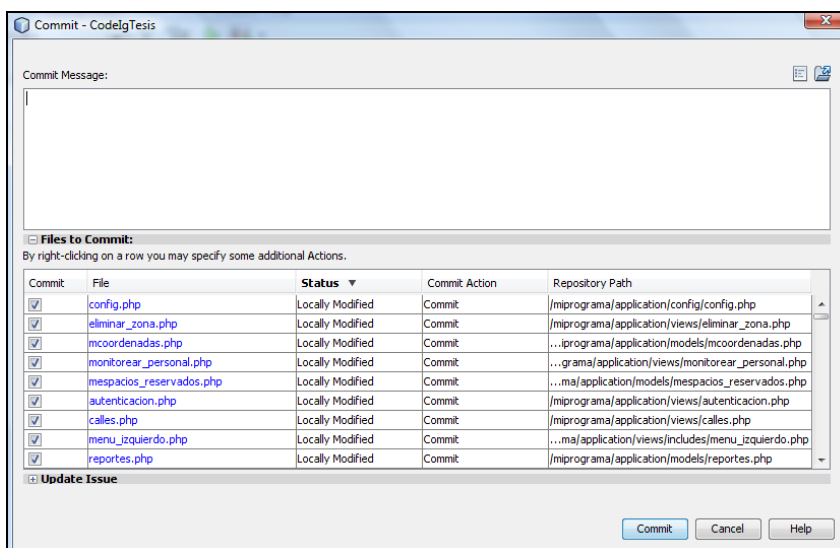 Commit - CodeIgTesis
Commit Message:
Files to Commit:
By right-clicking on a row you may specify some additional Actions.
Commit File Status Commit Action Repository Path
config.php Locally Modified Commit /miprograma/application/config/config.php
eliminar_zona.php Locally Modified Commit /miprograma/application/views/eliminar_zona.php
mcoordenadas.php Locally Modified Commit ...iprograma/application/models/mcoordenadas.php
monitorear_personal.php Locally Modified Commit ...grama/application/views/monitorear_personal.php
mespacios_reservados.php Locally Modified Commit ...ma/application/models/mespacios_reservados.php
autenticacion.php Locally Modified Commit /miprograma/application/views/autenticacion.php
calles.php Locally Modified Commit /miprograma/application/views/calles.php
menu_izquierdo.php Locally Modified Commit ...ma/application/views/includes/menu_izquierdo.php
reportes.php Locally Modified Commit /miprograma/application/models/reportes.php
Update Issue
Commit Cancel Help